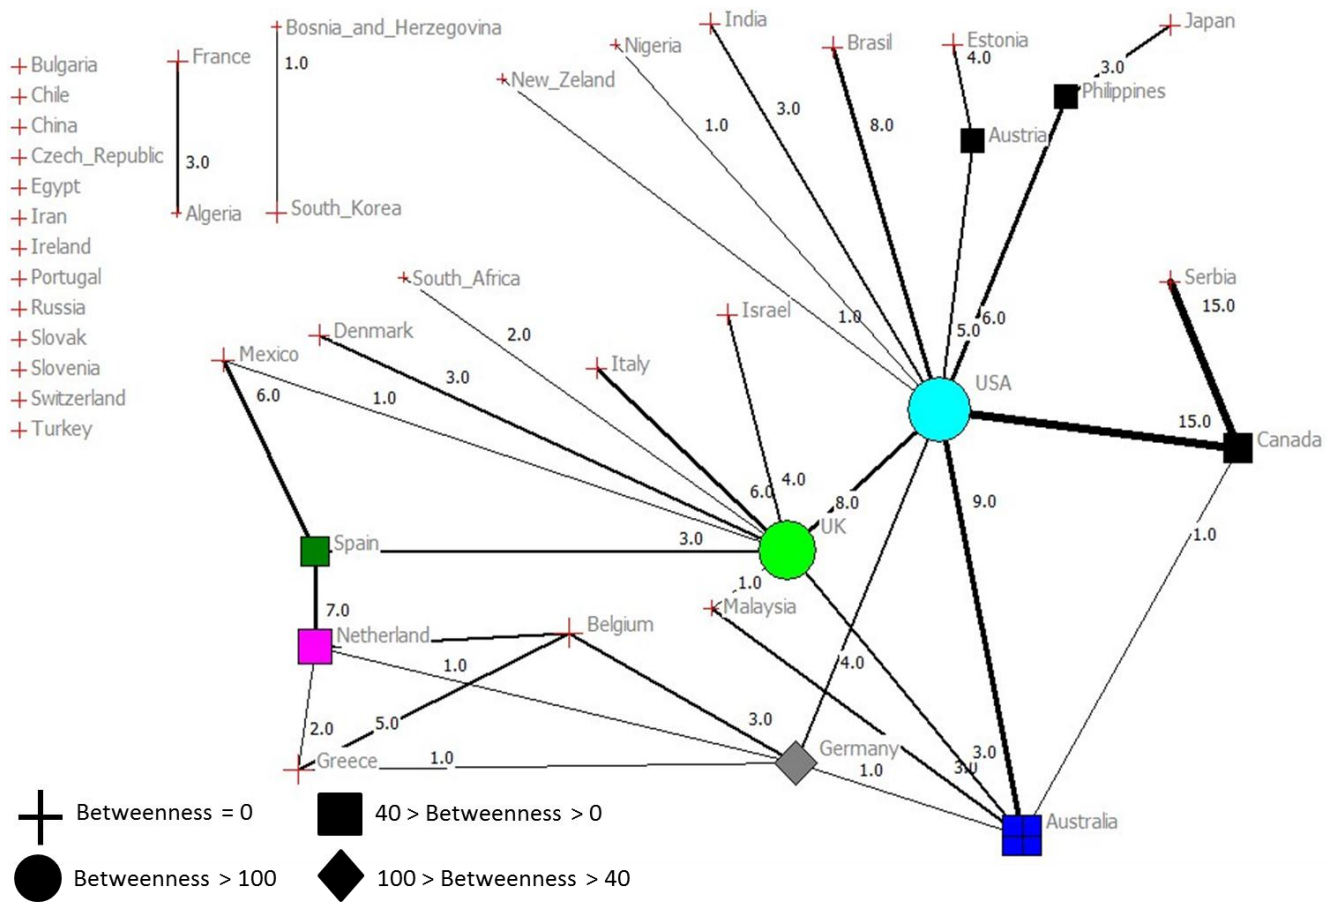 Bosnia_and_Herzegovina
India
Japan
Nigeria
Brasil
Estonia
4.0
France
1.0
Bulgaria
3.0
New_Zeland
Philippines
Chile
3.0
China
1.0
8.0
Austria
Czech_Republic
3.0
Egypt
Iran
Algeria
South_Korea
Ireland
Portugal
South_Africa
Serbia
Russia
Israel
1.0
6.0
15.0
Slovak
Denmark
2.0
5.0
Mexico
Italy
Slovenia
3.0
USA
Switzerland
6.0
1.0
Turkey
15.0
Canada
4.0
6.0
8.0
9.0
UK
Spain
3.0
1.0
1.0
7.0
Malaysia
Netherland
Belgium
1.0
4.0
2.0
5.0
3.0
Greece
1.0
Germany
1.0
3.0
3.0
Australia
Betweenness = 0
40 > Betweenness > 0
Betweenness > 100
100 > Betweenness > 40